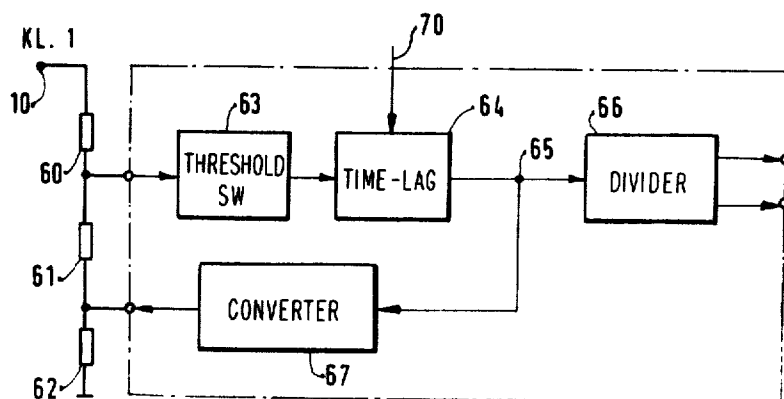 KL. 1
10
70
63
64
65
66
THRESHOLD
SW
TIME-LAG
DIVIDER
60
61
CONVERTER
62
67